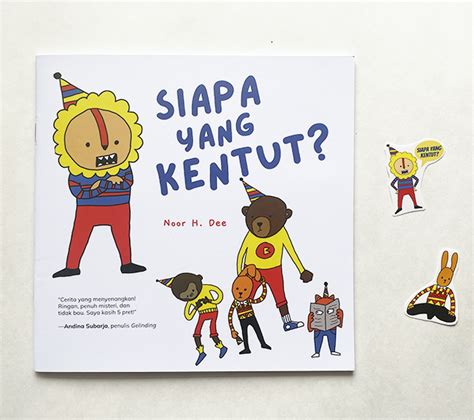 SIAPA
YANG
KENTUT?
Noor H. Dee
"Cerita yang menyenangkan!
Ringan, penuh misteri, dan
tidak bau. Saya kasih 5 pret!"
—Andina Subarja, penulis Gelinding
SIAPA YANG
KENTUT?